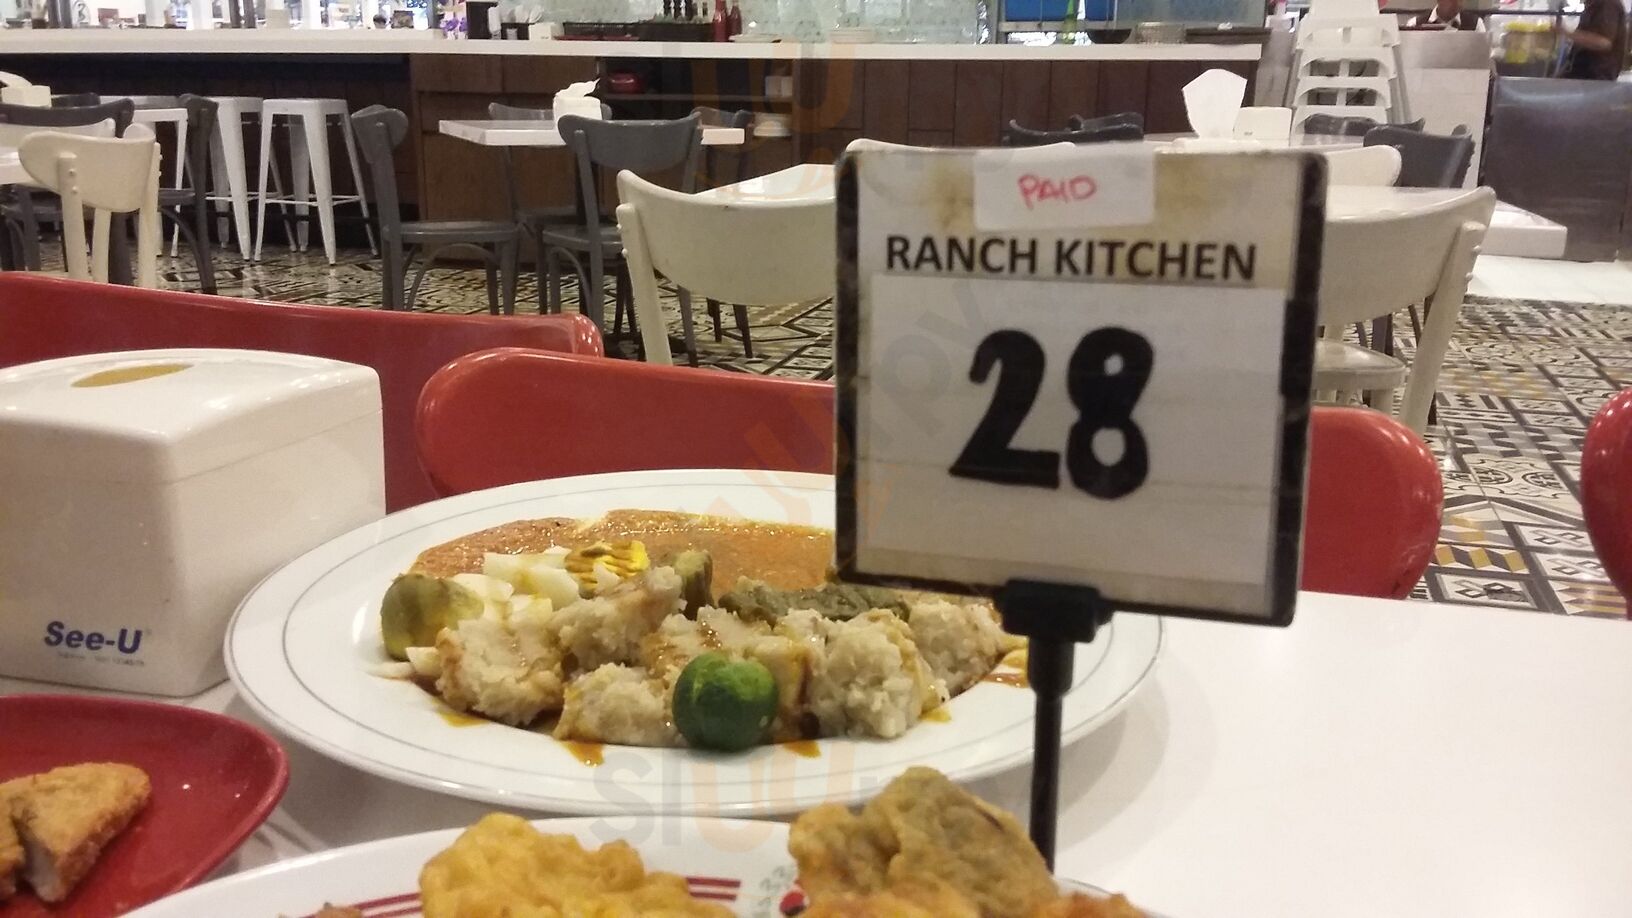 PAID
RANCH KITCHEN
28
See-U